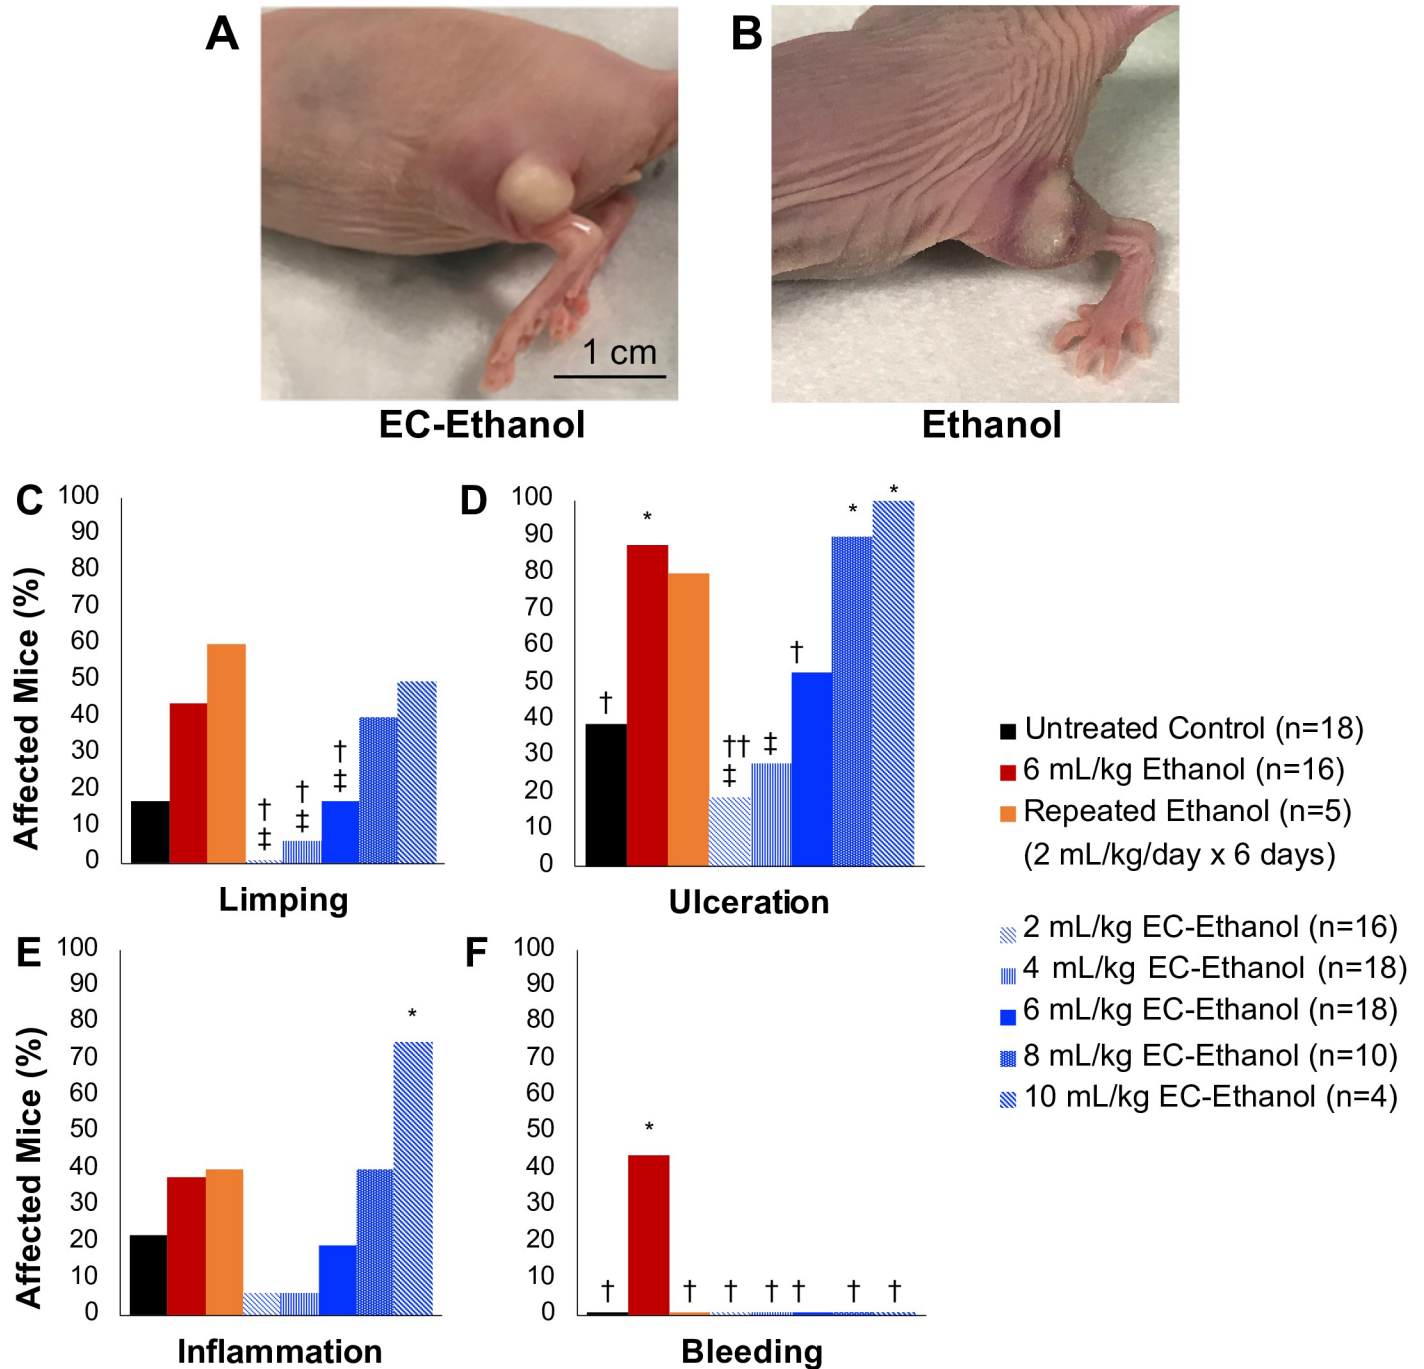 A
B
1 cm
EC-Ethanol
Ethanol
C
Affected Mice (%)
100
90
80
70
60
50
40
30
20
10
0
†
‡
†
‡
†
‡
Limping
D
100
90
80
70
60
50
40
30
20
10
0
†
*
††
‡
‡
†
*
*
Ulceration
E
Affected Mice (%)
100
90
80
70
60
50
40
30
20
10
0
*
Inflammation
F
100
90
80
70
60
50
40
30
20
10
0
† * † † † † † †
Bleeding
Untreated Control (n=18)
6 mL/kg Ethanol (n=16)
Repeated Ethanol (n=5)
(2 mL/kg/day x 6 days)
2 mL/kg EC-Ethanol (n=16)
4 mL/kg EC-Ethanol (n=18)
6 mL/kg EC-Ethanol (n=18)
8 mL/kg EC-Ethanol (n=10)
10 mL/kg EC-Ethanol (n=4)